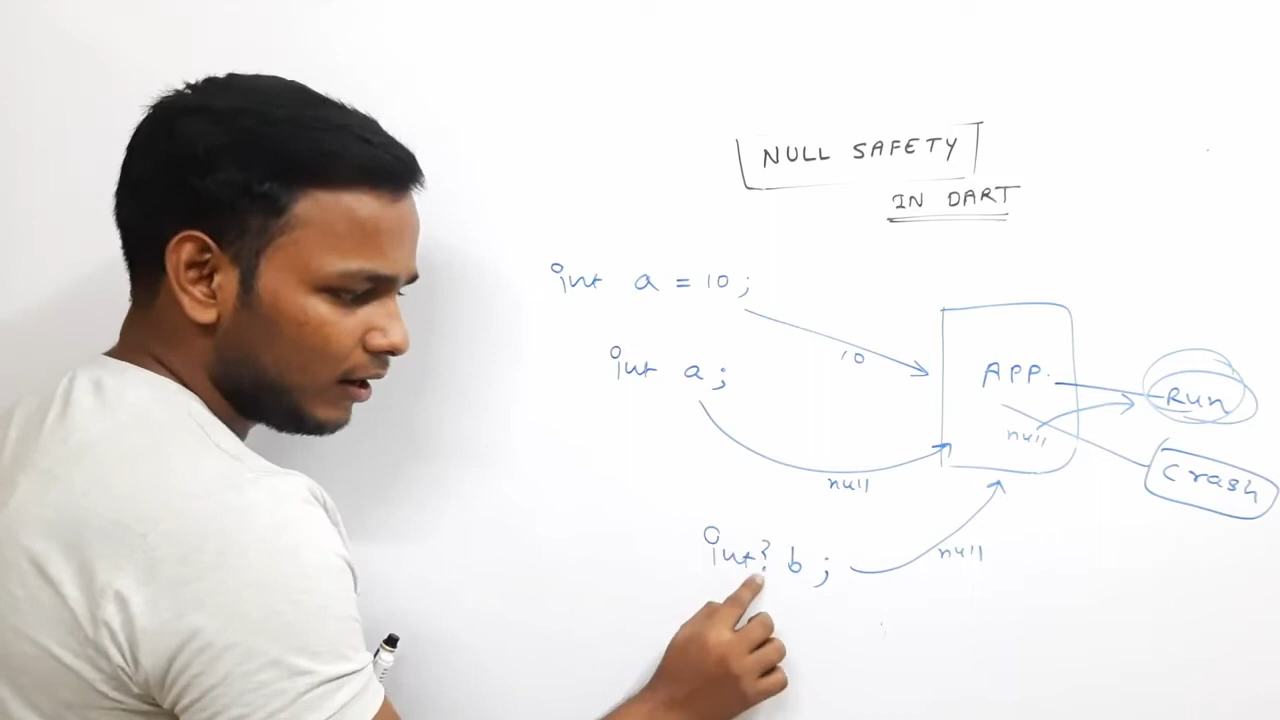 NULL SAFETY
IN DART
int a = 10;
10
int a;
APP.
Run
null
Crash
null
int? b;
null